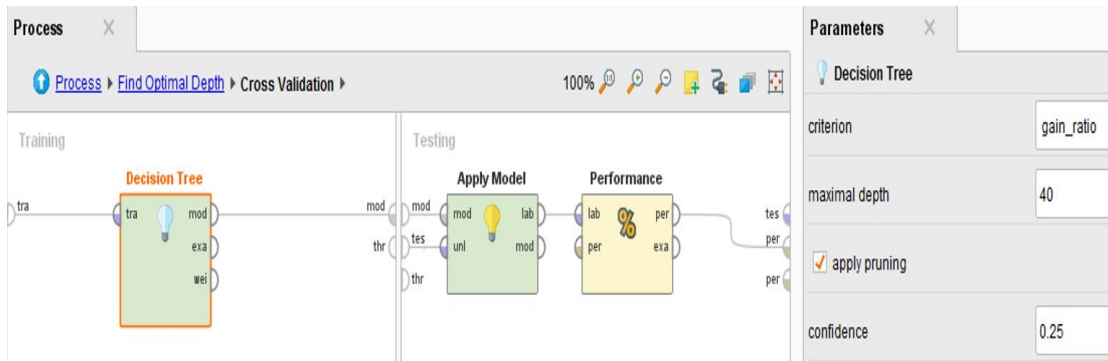 Process
Process Find Optimal Depth Cross Validation
100%
Training
Decision Tree
tra
tra
mod
exa
wei
mod
thr
Testing
Apply Model
Performance
mod
tes
thr
mod
unl
lab
mod
lab
per
%
per
exa
tes
per
per
Parameters
Decision Tree
criterion
gain_ratio
maximal depth
40
apply pruning
confidence
0.25